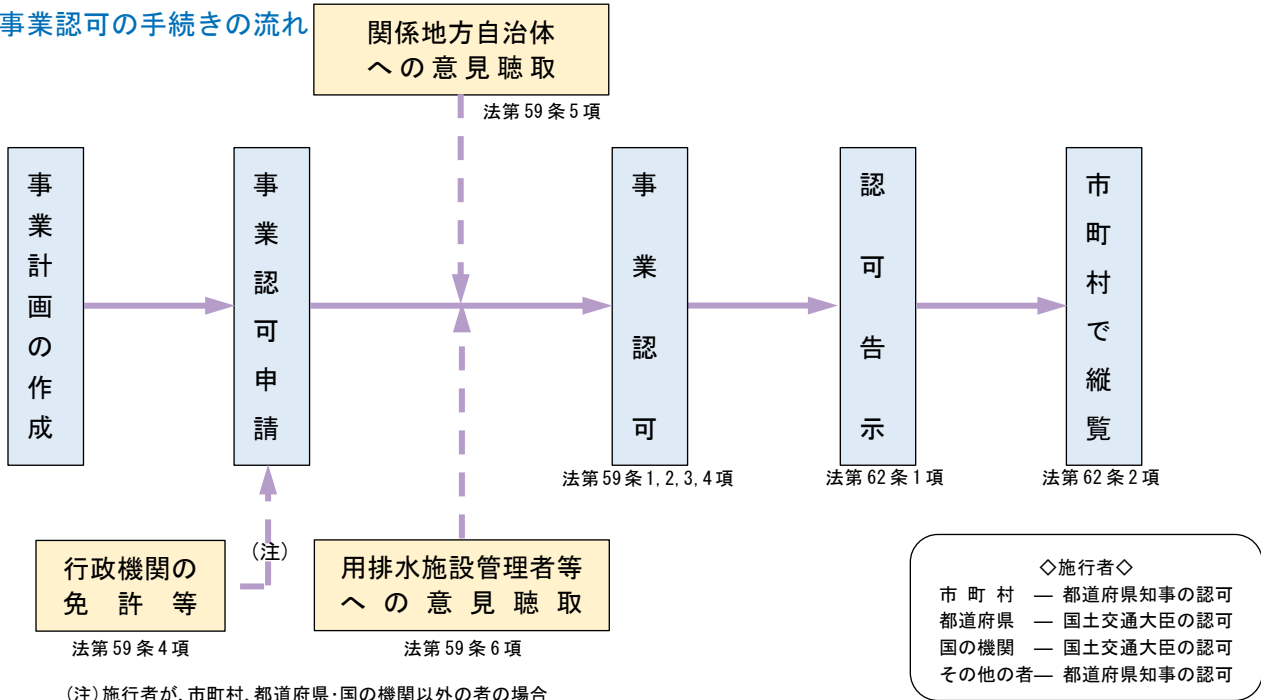 事業認可の手続きの流れ
関係地方自治体
への意見聴取
法第59条5項
事業計画の作成
事業認可申請
事業認可
認可告示
市町村で縦覧
法第59条1,2,3,4項
法第62条1項
法第62条2項
(注)
行政機関の
免許等
法第59条4項
用排水施設管理者等
への意見聴取
法第59条6項
(注)施行者が、市町村、都道府県・国の機関以外の者の場合
◇施行者◇
市町村 ― 都道府県知事の認可
都道府県 ― 国土交通大臣の認可
国の機関 ― 国土交通大臣の認可
その他の者― 都道府県知事の認可